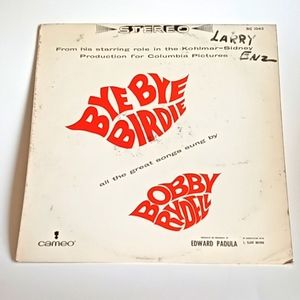 STEREO
SC 1043
LARRY
ENZ
From his starring role in the Kohlmar-Sidney
Production for Columbia Pictures
BYE BYE
BIRDIE
all the great songs sung by
BOBBY
RYDELL
cameo
EDWARD PADULA